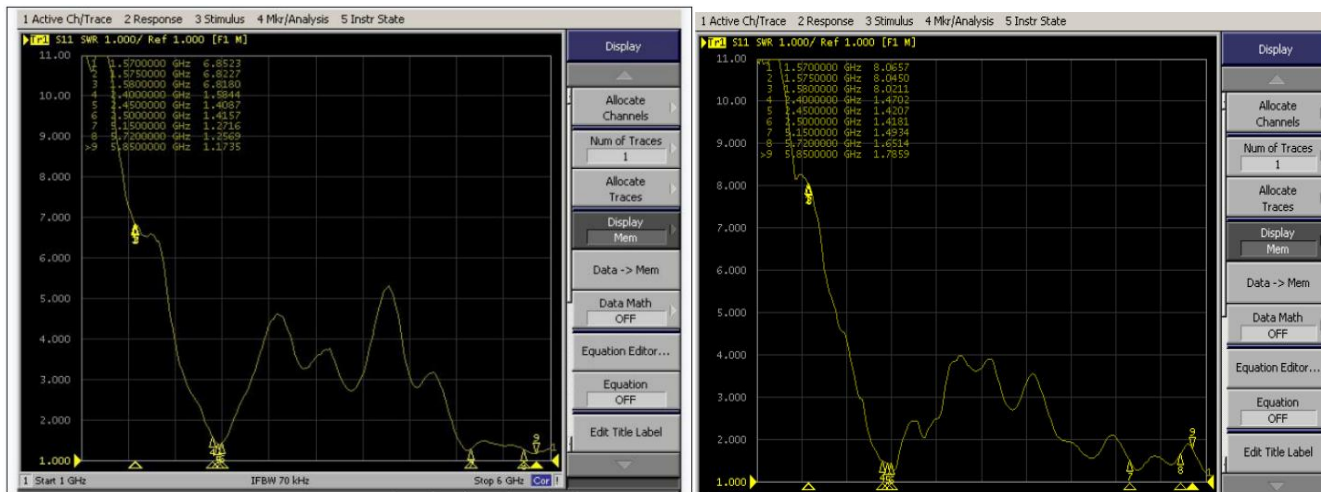 1 Active Ch/Trace 2 Response 3 Stimulus 4 Mkr/Analysis 5 Instr State
Tr1 S11 SWR 1.000/ Ref 1.000 [F1 M]
11.00
10.00
9.000
8.000
7.000
6.000
5.000
4.000
3.000
2.000
1.000
1 1.5700000 GHz 6.8523
2 1.5750000 GHz 6.8227
3 1.5800000 GHz 6.8180
4 2.4000000 GHz 1.5844
5 2.4500000 GHz 1.4087
6 2.5000000 GHz 1.4157
7 5.1500000 GHz 1.2716
8 5.7200000 GHz 1.2569
>9 5.8500000 GHz 1.1735
1 Start 1 GHz IFBW 70 kHz Stop 6 GHz Cor !
Display
Allocate
Channels
Num of Traces
1
Allocate
Traces
Display
Mem
Data -> Mem
Data Math
OFF
Equation Editor...
Equation
OFF
Edit Title Label
1 Active Ch/Trace 2 Response 3 Stimulus 4 Mkr/Analysis 5 Instr State
Tr1 S11 SWR 1.000/ Ref 1.000 [F1 M]
11.00
10.00
9.000
8.000
7.000
6.000
5.000
4.000
3.000
2.000
1.000
1 1.5700000 GHz 8.0657
2 1.5750000 GHz 8.0450
3 1.5800000 GHz 8.0211
4 2.4000000 GHz 1.4702
5 2.4500000 GHz 1.4207
6 2.5000000 GHz 1.4181
7 5.1500000 GHz 1.4934
8 5.7200000 GHz 1.6514
>9 5.8500000 GHz 1.7859
Display
Allocate
Channels
Num of Traces
1
Allocate
Traces
Display
Mem
Data -> Mem
Data Math
OFF
Equation Editor...
Equation
OFF
Edit Title Label